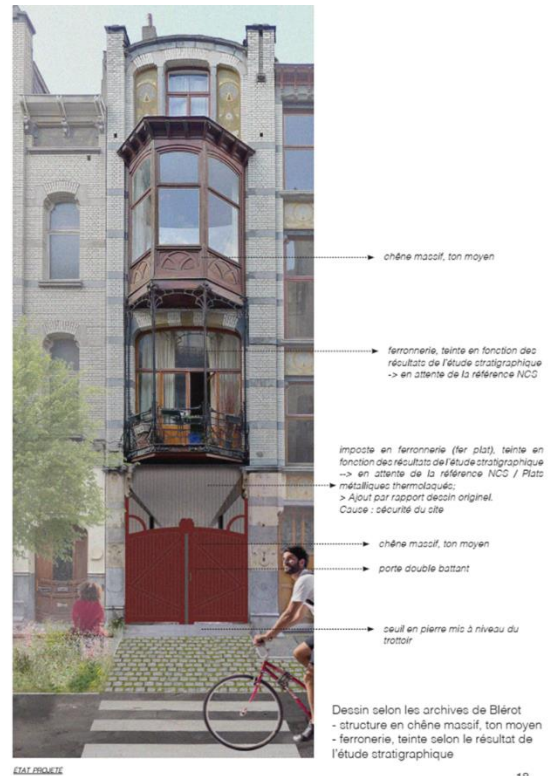 chêne massif, ton moyen
ferronnerie, teinte en fonction des
résultats de l'étude stratigraphique
-> en attente de la référence NCS
imposte en ferronnerie (fer plat), teinte en
fonction des résultats de l'étude stratigraphique
--> en attente de la référence NCS / Plats
métalliques thermolaqués;
> Ajout par rapport dessin originel.
Cause : sécurité du site
chêne massif, ton moyen
porte double battant
seuil en pierre mis à niveau du
trottoir
Dessin selon les archives de Blérot
- structure en chêne massif, ton moyen
- ferronerie, teinte selon le résultat de
l'étude stratigraphique
ETAT PROJETE